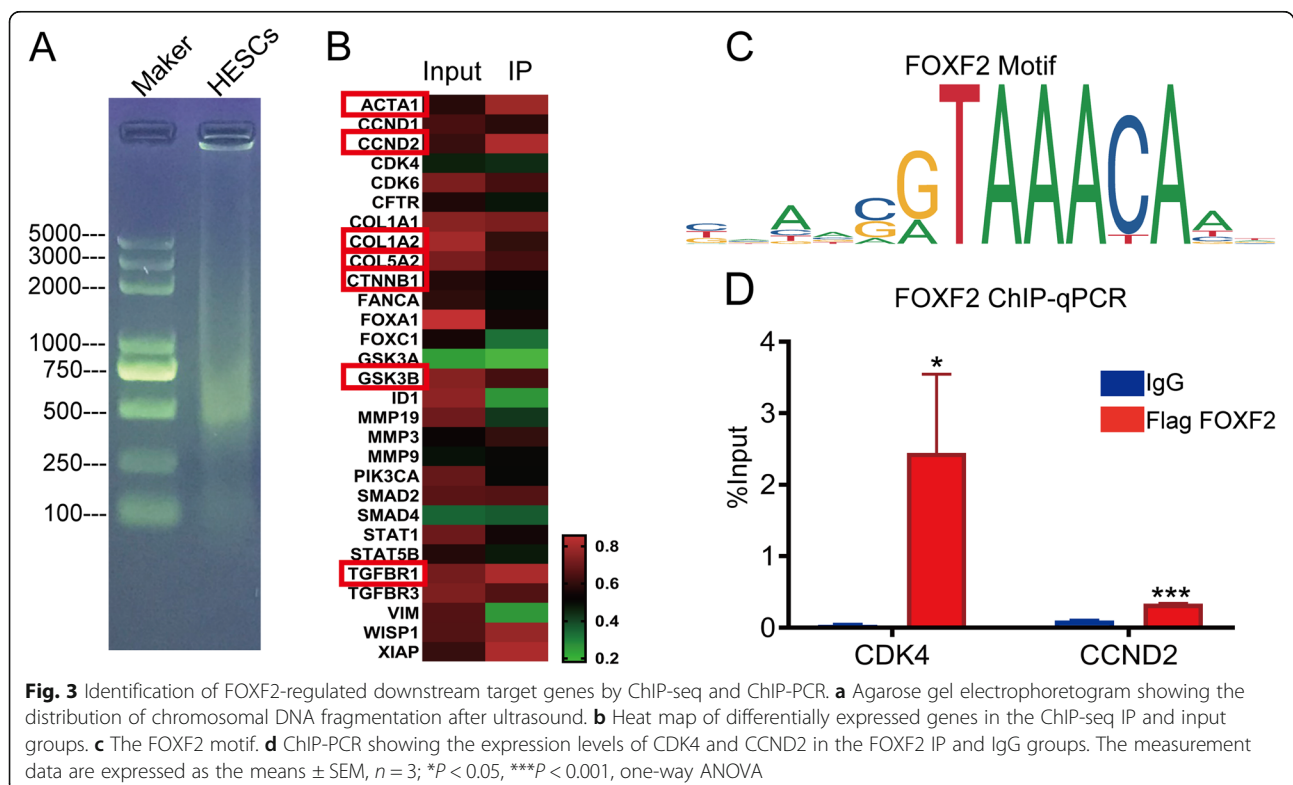 A
Maker
HESCs
5000---
3000---
2000---
1000---
750---
500---
250---
100---
B
Input IP
ACTA1
CCND1
CCND2
CDK4
CDK6
CFTR
COL1A1
COL1A2
COL5A2
CTNNB1
FANCA
FOXA1
FOXC1
GSK3A
GSK3B
ID1
MMP19
MMP3
MMP9
PIK3CA
SMAD2
SMAD4
STAT1
STAT5B
TGFBR1
TGFBR3
VIM
WISP1
XIAP
0.8
0.6
0.4
0.2
C
FOXF2 Motif
GTAAACA
D
FOXF2 ChIP-qPCR
%Input
4
3
2
1
0
*
***
IgG
Flag FOXF2
CDK4 CCND2
Fig. 3 Identification of FOXF2-regulated downstream target genes by ChIP-seq and ChIP-PCR. a Agarose gel electrophoretogram showing the
distribution of chromosomal DNA fragmentation after ultrasound. b Heat map of differentially expressed genes in the ChIP-seq IP and input
groups. c The FOXF2 motif. d ChIP-PCR showing the expression levels of CDK4 and CCND2 in the FOXF2 IP and IgG groups. The measurement
data are expressed as the means ± SEM, n = 3; *P < 0.05, ***P < 0.001, one-way ANOVA